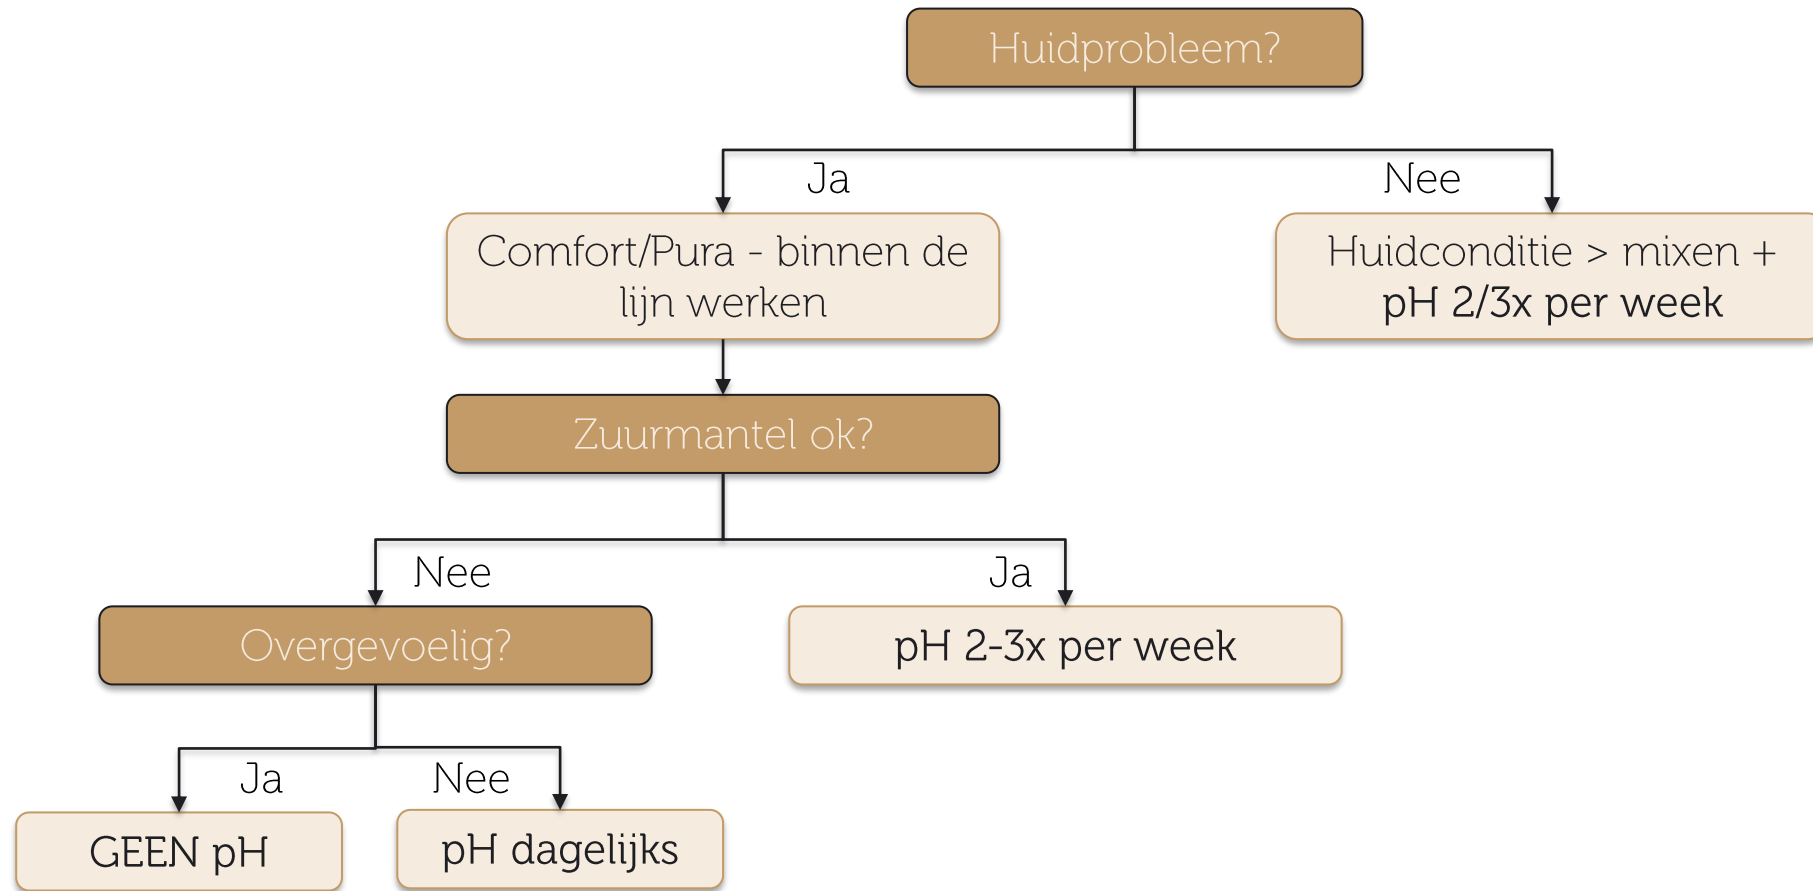 Huidprobleem?
Ja
Nee
Comfort/Pura - binnen de
lijn werken
Huidconditie > mixen +
pH 2/3x per week
Zuurmantel ok?
Nee
Ja
Overgevoelig?
pH 2-3x per week
Ja
Nee
GEEN pH
pH dagelijks